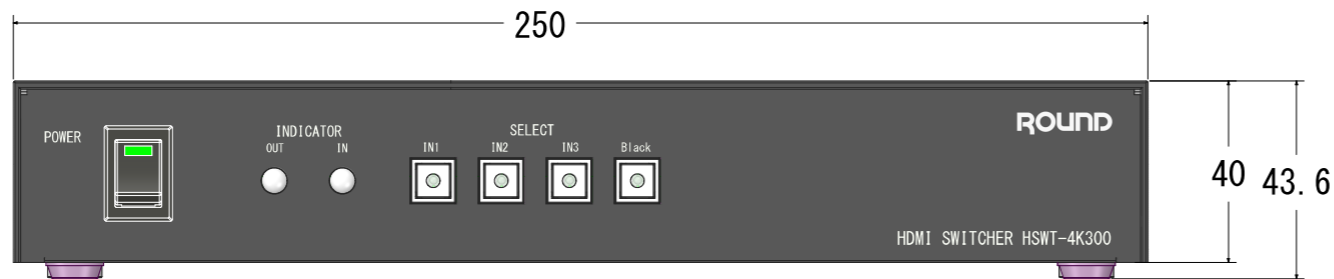 250
POWER
INDICATOR
OUT IN
SELECT
IN1 IN2 IN3 Black
ROUND
HDMI SWITCHER HSWT-4K300
40
43.6